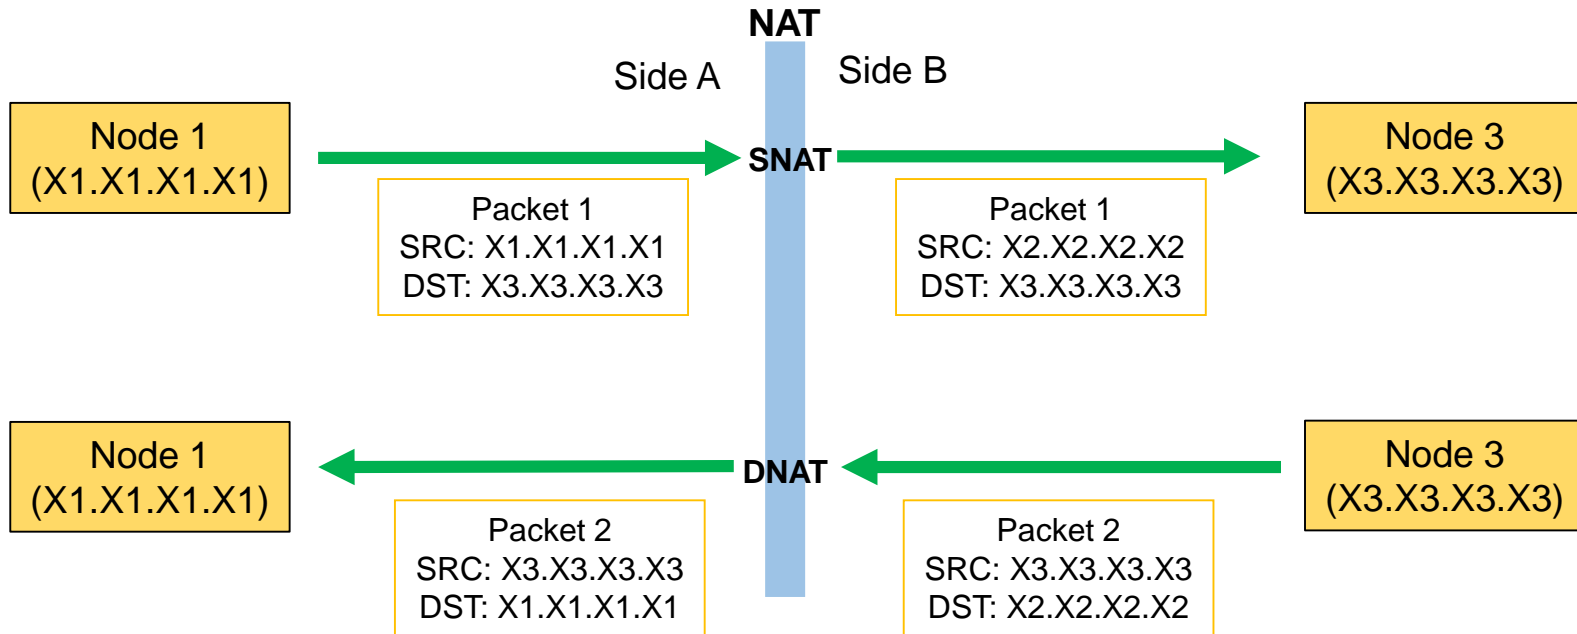 NAT
Side A
Side B
Node 1
(X1.X1.X1.X1)
SNAT
Node 3
(X3.X3.X3.X3)
Packet 1
SRC: X1.X1.X1.X1
DST: X3.X3.X3.X3
Packet 1
SRC: X2.X2.X2.X2
DST: X3.X3.X3.X3
Node 1
(X1.X1.X1.X1)
DNAT
Node 3
(X3.X3.X3.X3)
Packet 2
SRC: X3.X3.X3.X3
DST: X1.X1.X1.X1
Packet 2
SRC: X3.X3.X3.X3
DST: X2.X2.X2.X2